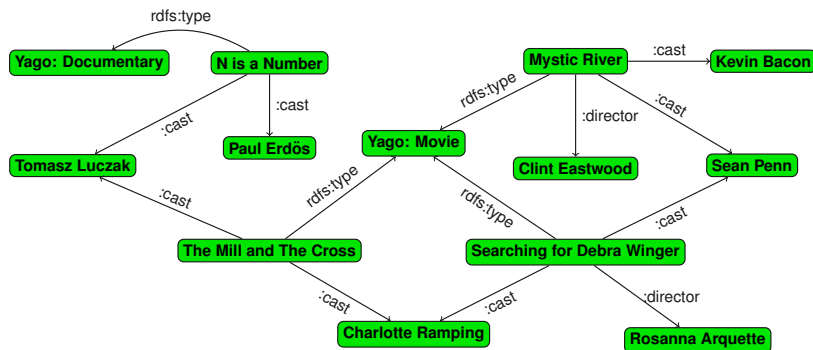 rdfs:type
Yago: Documentary
N is a Number
Mystic River
:cast
Kevin Bacon
rdfs:type
:cast
:cast
:cast
:director
Paul Erdös
Yago: Movie
Tomasz Luczak
Clint Eastwood
Sean Penn
:cast
rdfs:type
rdfs:type
:cast
The Mill and The Cross
Searching for Debra Winger
:cast
:cast
:director
Charlotte Ramping
Rosanna Arquette